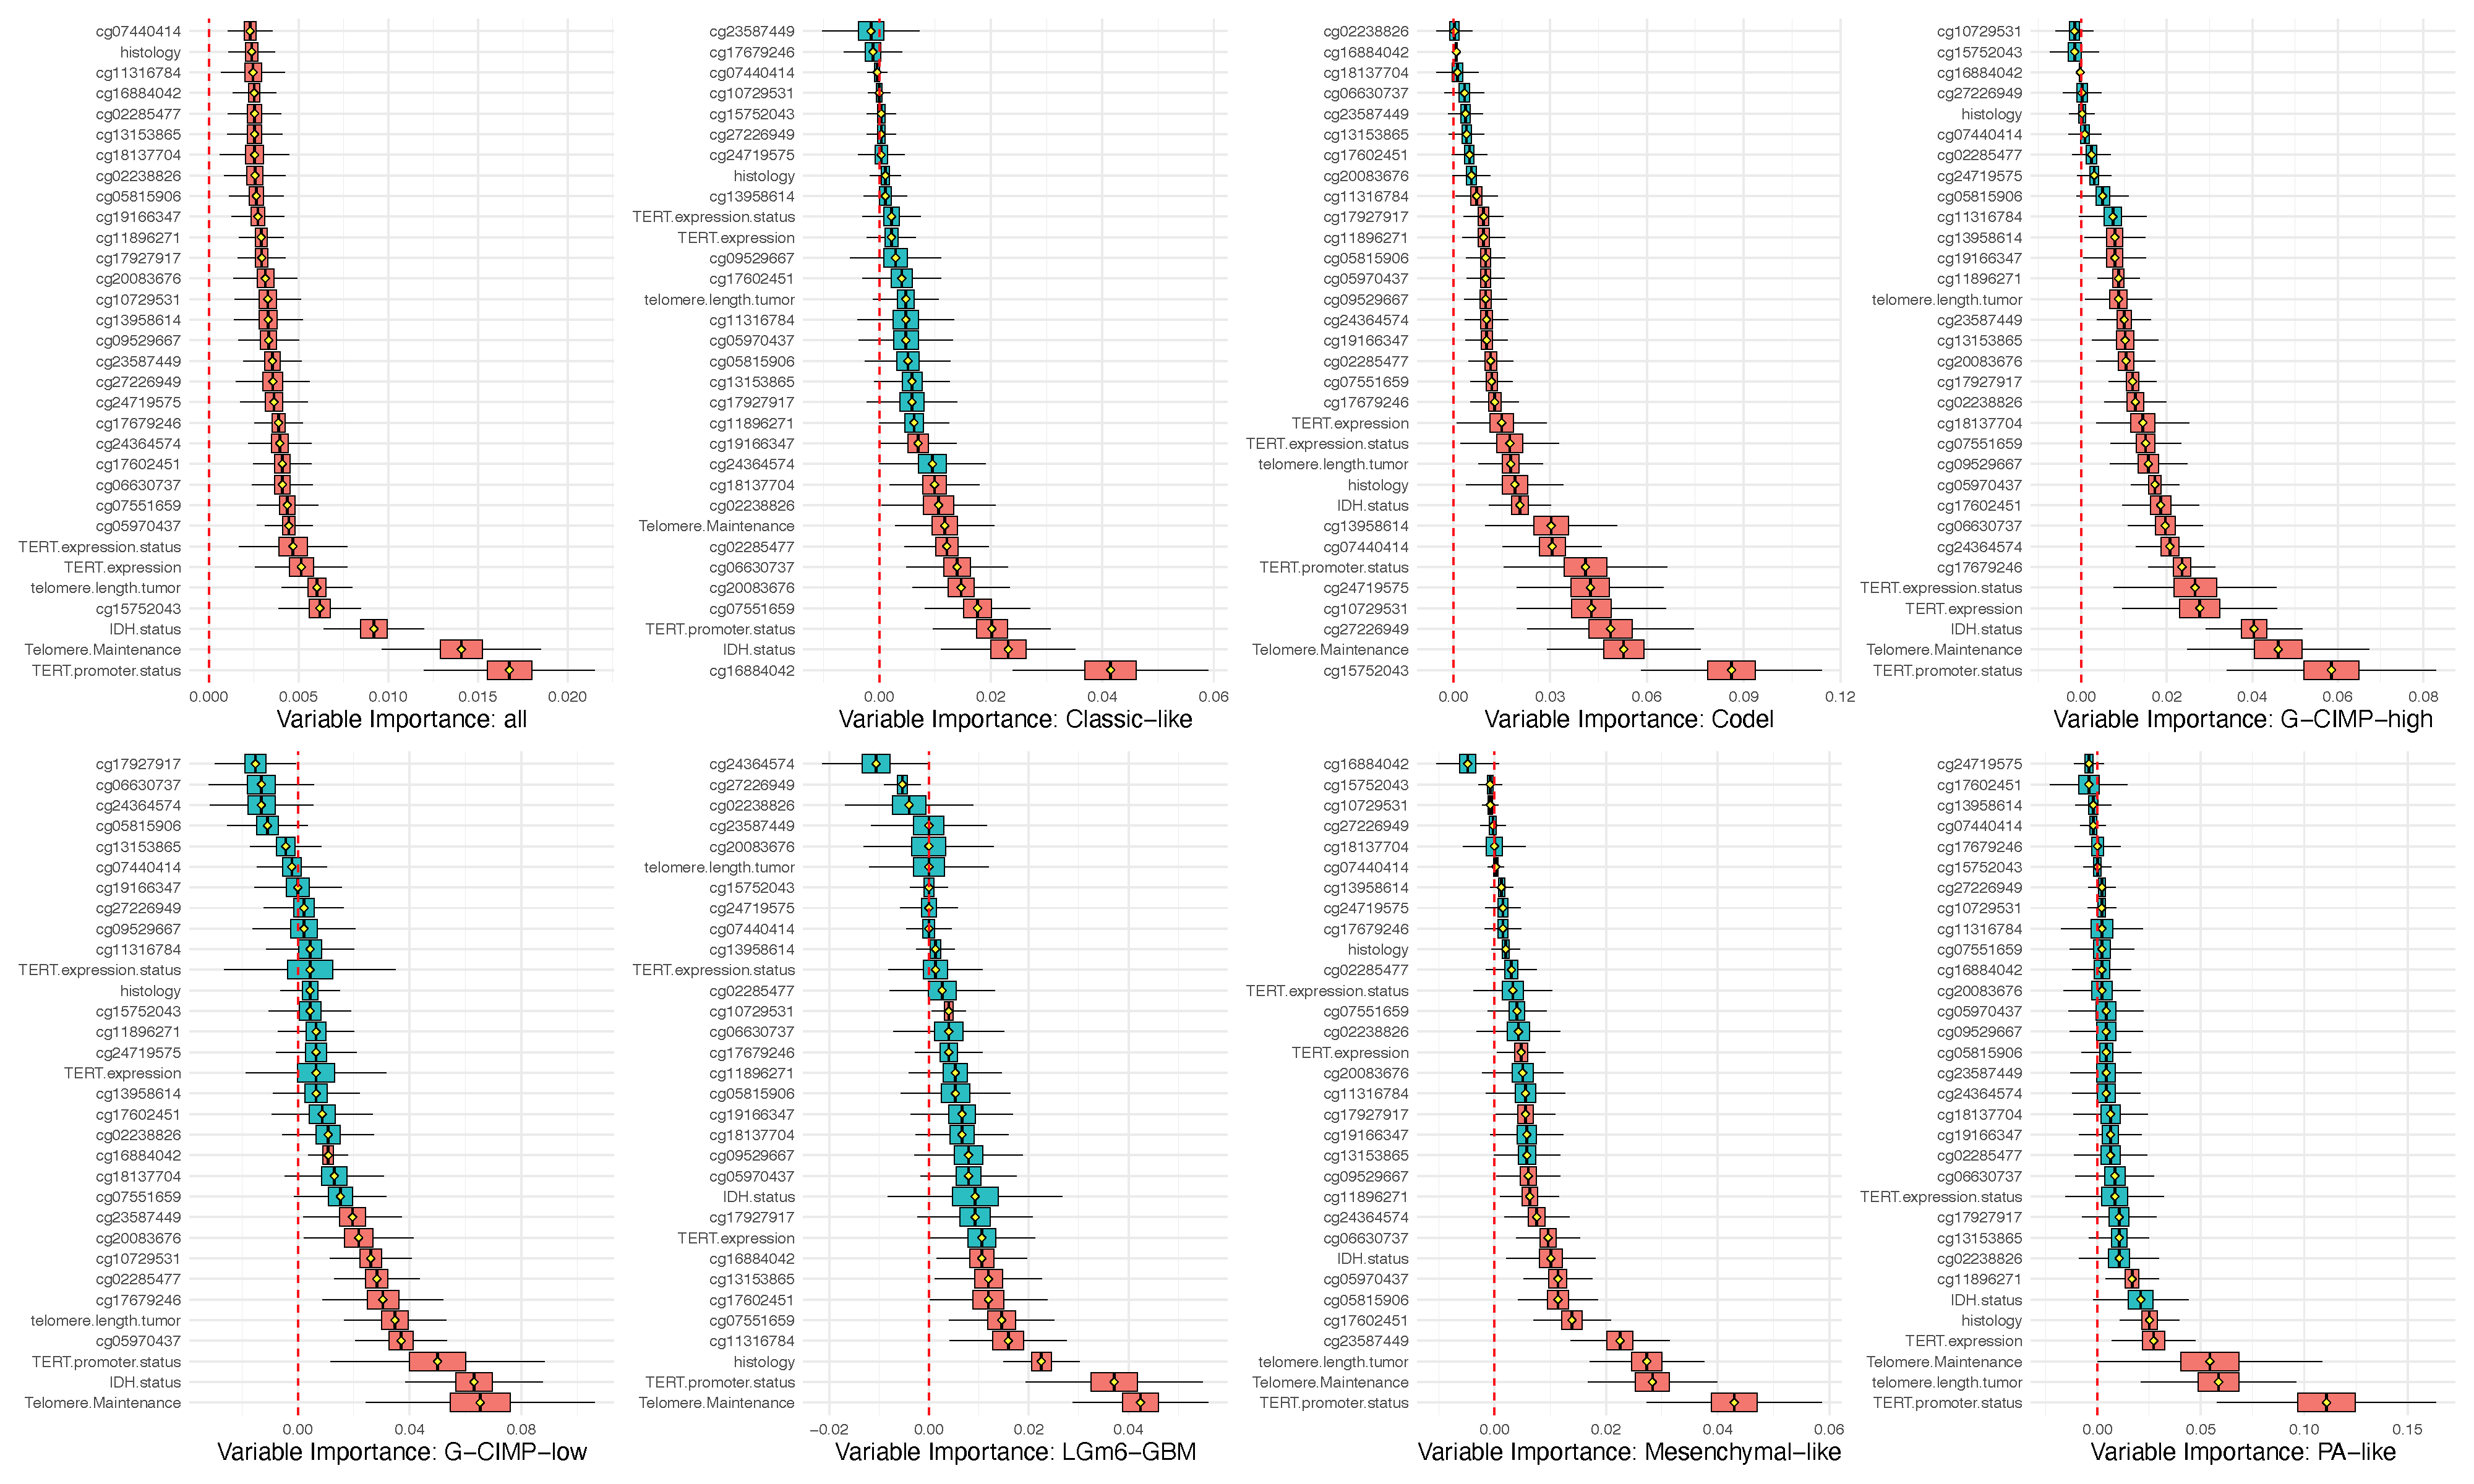 cg07440414
histology
cg11316784
cg16884042
cg02285477
cg13153865
cg18137704
cg02238826
cg05815906
cg19166347
cg11896271
cg17927917
cg20083676
cg10729531
cg13958614
cg09529667
cg23587449
cg27226949
cg24719575
cg17679246
cg24364574
cg17602451
cg06630737
cg07551659
cg05970437
TERT.expression.status
TERT.expression
telomere.length.tumor
cg15752043
IDH.status
Telomere.Maintenance
TERT.promoter.status
0.000 0.005 0.010 0.015 0.020
Variable Importance: all
cg23587449
cg17679246
cg07440414
cg10729531
cg15752043
cg27226949
cg24719575
histology
cg13958614
TERT.expression.status
TERT.expression
cg09529667
cg17602451
telomere.length.tumor
cg11316784
cg05970437
cg05815906
cg13153865
cg17927917
cg11896271
cg19166347
cg24364574
cg18137704
cg02238826
Telomere.Maintenance
cg02285477
cg06630737
cg20083676
cg07551659
TERT.promoter.status
IDH.status
cg16884042
0.00 0.02 0.04 0.06
Variable Importance: Classic−like
cg02238826
cg16884042
cg18137704
cg06630737
cg23587449
cg13153865
cg17602451
cg20083676
cg11316784
cg17927917
cg11896271
cg05815906
cg05970437
cg09529667
cg24364574
cg19166347
cg02285477
cg07551659
cg17679246
TERT.expression
TERT.expression.status
telomere.length.tumor
histology
IDH.status
cg13958614
cg07440414
TERT.promoter.status
cg24719575
cg10729531
cg27226949
Telomere.Maintenance
cg15752043
0.00 0.03 0.06 0.09 0.12
Variable Importance: Codel
cg10729531
cg15752043
cg16884042
cg27226949
histology
cg07440414
cg02285477
cg24719575
cg05815906
cg11316784
cg13958614
cg19166347
cg11896271
telomere.length.tumor
cg23587449
cg13153865
cg20083676
cg17927917
cg02238826
cg18137704
cg07551659
cg09529667
cg05970437
cg17602451
cg06630737
cg24364574
cg17679246
TERT.expression.status
TERT.expression
IDH.status
Telomere.Maintenance
TERT.promoter.status
0.00 0.02 0.04 0.06 0.08
Variable Importance: G−CIMP−high
cg17927917
cg06630737
cg24364574
cg05815906
cg13153865
cg07440414
cg19166347
cg27226949
cg09529667
cg11316784
TERT.expression.status
histology
cg15752043
cg11896271
cg24719575
TERT.expression
cg13958614
cg17602451
cg02238826
cg16884042
cg18137704
cg07551659
cg23587449
cg20083676
cg10729531
cg02285477
cg17679246
telomere.length.tumor
cg05970437
TERT.promoter.status
IDH.status
Telomere.Maintenance
0.00 0.04 0.08
Variable Importance: G−CIMP−low
cg24364574
cg27226949
cg02238826
cg23587449
cg20083676
telomere.length.tumor
cg15752043
cg24719575
cg07440414
cg13958614
TERT.expression.status
cg02285477
cg10729531
cg06630737
cg17679246
cg11896271
cg05815906
cg19166347
cg18137704
cg09529667
cg05970437
IDH.status
cg17927917
TERT.expression
cg16884042
cg13153865
cg17602451
cg07551659
cg11316784
histology
TERT.promoter.status
Telomere.Maintenance
−0.02 0.00 0.02 0.04
Variable Importance: LGm6−GBM
cg16884042
cg15752043
cg10729531
cg27226949
cg18137704
cg07440414
cg13958614
cg24719575
cg17679246
histology
cg02285477
TERT.expression.status
cg07551659
cg02238826
TERT.expression
cg20083676
cg11316784
cg17927917
cg19166347
cg13153865
cg09529667
cg11896271
cg24364574
cg06630737
IDH.status
cg05970437
cg05815906
cg17602451
cg23587449
telomere.length.tumor
Telomere.Maintenance
TERT.promoter.status
0.00 0.02 0.04 0.06
Variable Importance: Mesenchymal−like
cg24719575
cg17602451
cg13958614
cg07440414
cg17679246
cg15752043
cg27226949
cg10729531
cg11316784
cg07551659
cg16884042
cg20083676
cg05970437
cg09529667
cg05815906
cg23587449
cg24364574
cg18137704
cg19166347
cg02285477
cg06630737
TERT.expression.status
cg17927917
cg13153865
cg02238826
cg11896271
IDH.status
histology
TERT.expression
Telomere.Maintenance
telomere.length.tumor
TERT.promoter.status
0.00 0.05 0.10 0.15
Variable Importance: PA−like